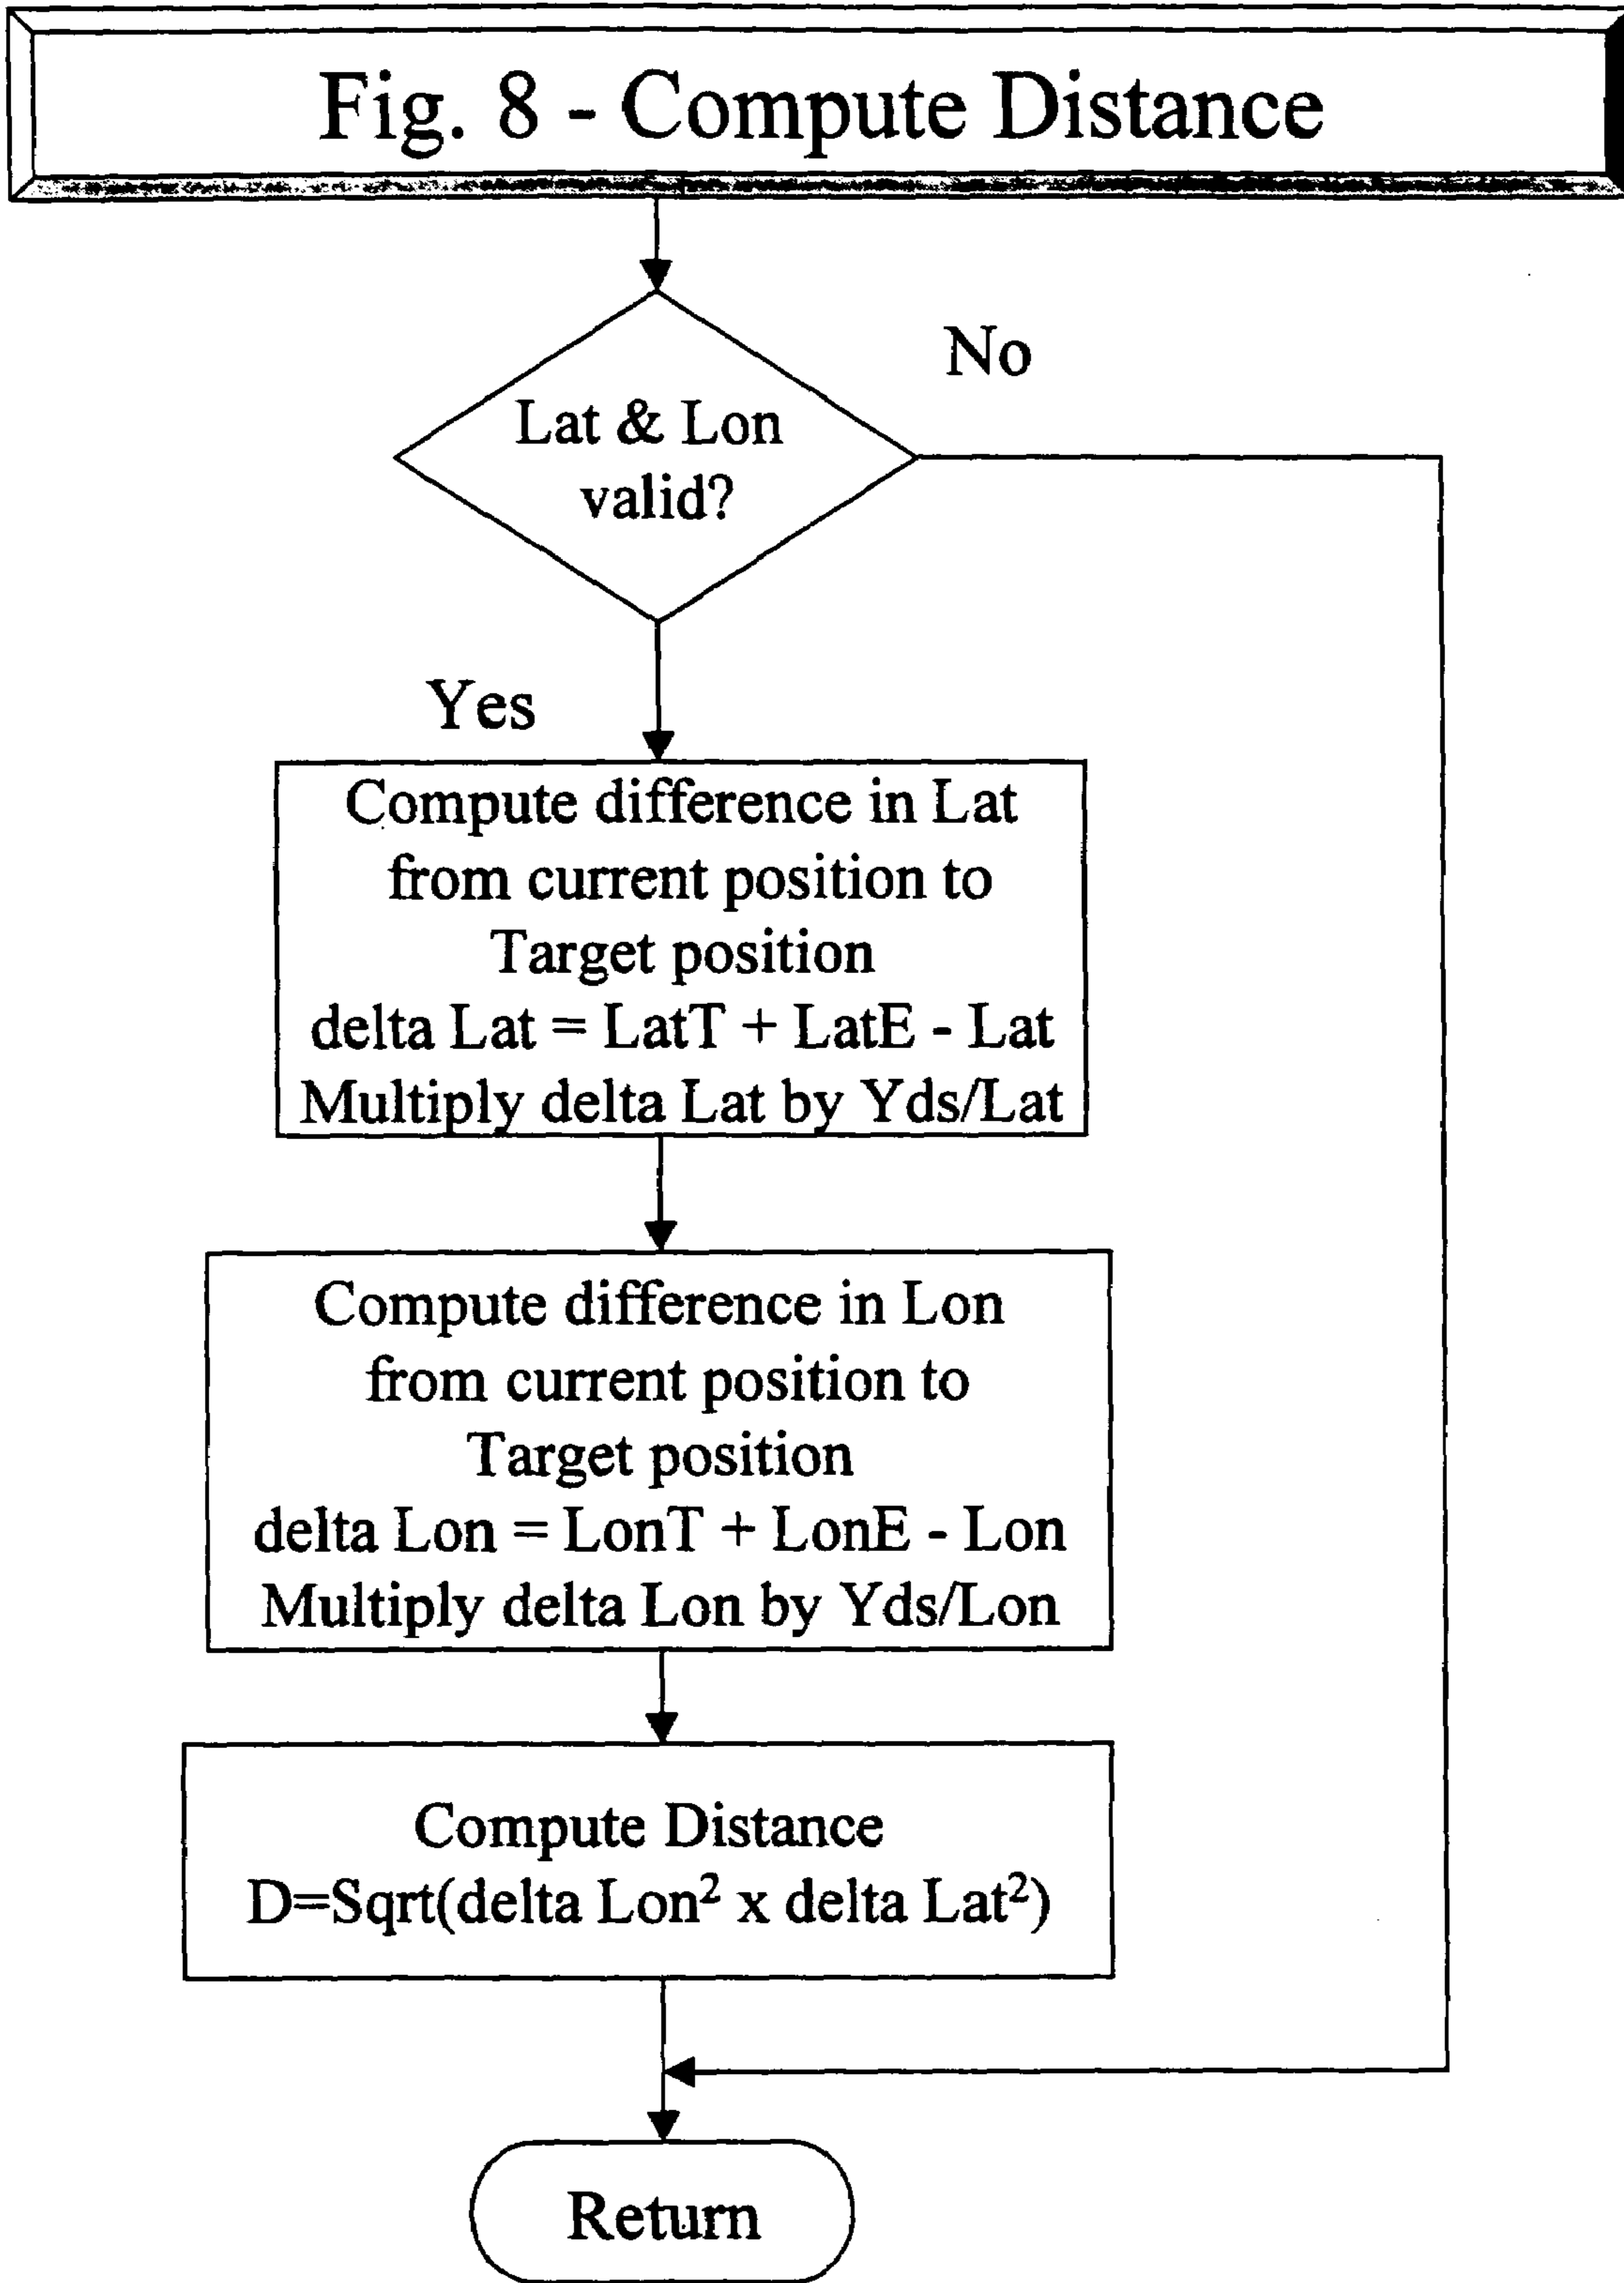 Fig. 8 - Compute Distance
No
Lat & Lon
valid?
Yes
Compute difference in Lat
from current position to
Target position
delta Lat = LatT + LatE - Lat
Multiply delta Lat by Yds/Lat
Compute difference in Lon
from current position to
Target position
delta Lon = LonT + LonE - Lon
Multiply delta Lon by Yds/Lon
Compute Distance
D=Sqrt(delta Lon² x delta Lat²)
Return